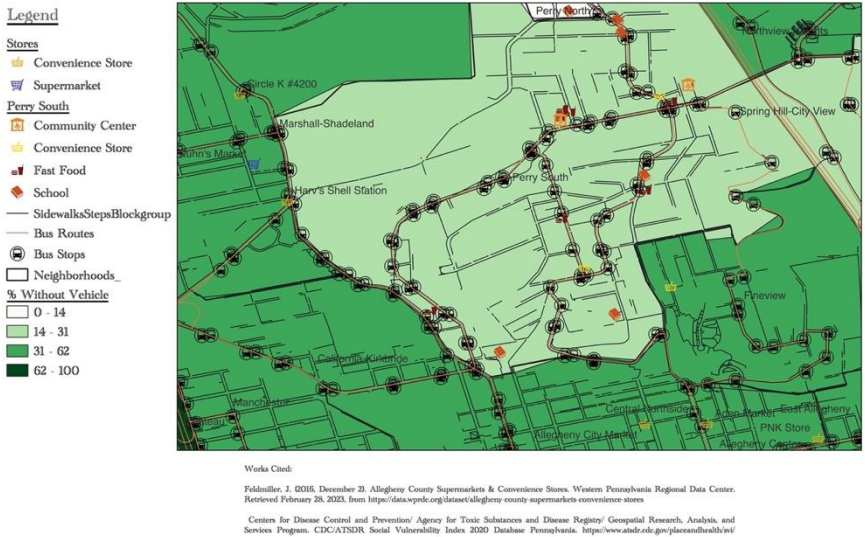 Legend
Stores
Convenience Store
Supermarket
Perry South
Community Center
Convenience Store
Fast Food
School
SidewalksStepsBlockgroup
Bus Routes
Bus Stops
Neighborhoods_
% Without Vehicle
0 - 14
14 - 31
31 - 62
62 - 100
Perry North
Northview Heights
Circle K #4200
Spring Hill-City View
Marshall-Shadeland
Kuhn's Market
Perry South
Harv's Shell Station
Fineview
California Kirkbride
Manchester
Central Northside
East Allegheny
Market
PNK Store
Allegheny City Market
Allegheny Center
Works Cited:
Feldmiller, J. (2016, December 2). Allegheny County Supermarkets & Convenience Stores. Western Pennsylvania Regional Data Center.
Retrieved February 28, 2023, from https://data.wprdc.org/dataset/allegheny-county-supermarkets-convenience-stores
Centers for Disease Control and Prevention/ Agency for Toxic Substances and Disease Registry/ Geospatial Research, Analysis, and
Services Program. CDC/ATSDR Social Vulnerability Index 2020 Database Pennsylvania. https://www.atsdr.cdc.gov/placeandhealth/svi/